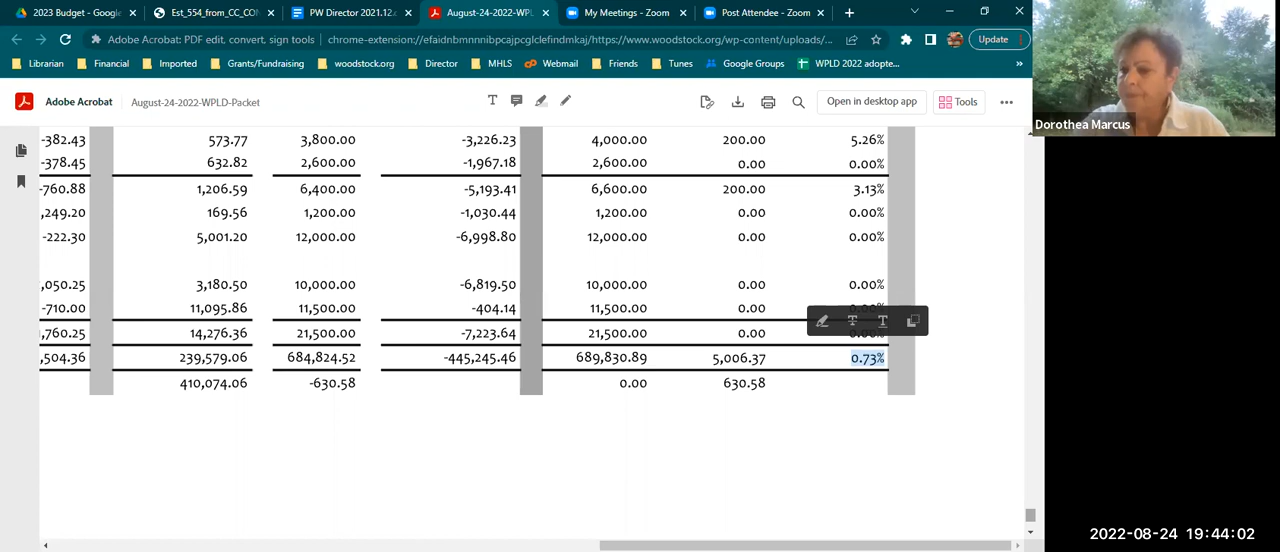 2023 Budget - Google
Est_554_from_CC_CON
PW Director 2021.12.
August-24-2022-WPL
My Meetings - Zoom
Post Attendee - Zoom
Adobe Acrobat: PDF edit, convert, sign tools
chrome-extension://efaidnbmnnnibpcajpcglclefindmkaj/https://www.woodstock.org/wp-content/uploads/...
Update
Librarian
Financial
Imported
Grants/Fundraising
woodstock.org
Director
MHLS
Webmail
Friends
Tunes
Google Groups
WPLD 2022 adopte...
»
Adobe Acrobat
August-24-2022-WPLD-Packet
Open in desktop app
Tools
Dorothea Marcus
-382.43 573.77 3,800.00 -3,226.23 4,000.00 200.00 5.26%
-378.45 632.82 2,600.00 -1,967.18 2,600.00 0.00 0.00%
-760.88 1,206.59 6,400.00 -5,193.41 6,600.00 200.00 3.13%
,249.20 169.56 1,200.00 -1,030.44 1,200.00 0.00 0.00%
-222.30 5,001.20 12,000.00 -6,998.80 12,000.00 0.00 0.00%
,050.25 3,180.50 10,000.00 -6,819.50 10,000.00 0.00 0.00%
-710.00 11,095.86 11,500.00 -404.14 11,500.00 0.00
,760.25 14,276.36 21,500.00 -7,223.64 21,500.00 0.00
,504.36 239,579.06 684,824.52 -445,245.46 689,830.89 5,006.37 0.73%
410,074.06 -630.58 0.00 630.58
2022-08-24 19:44:02